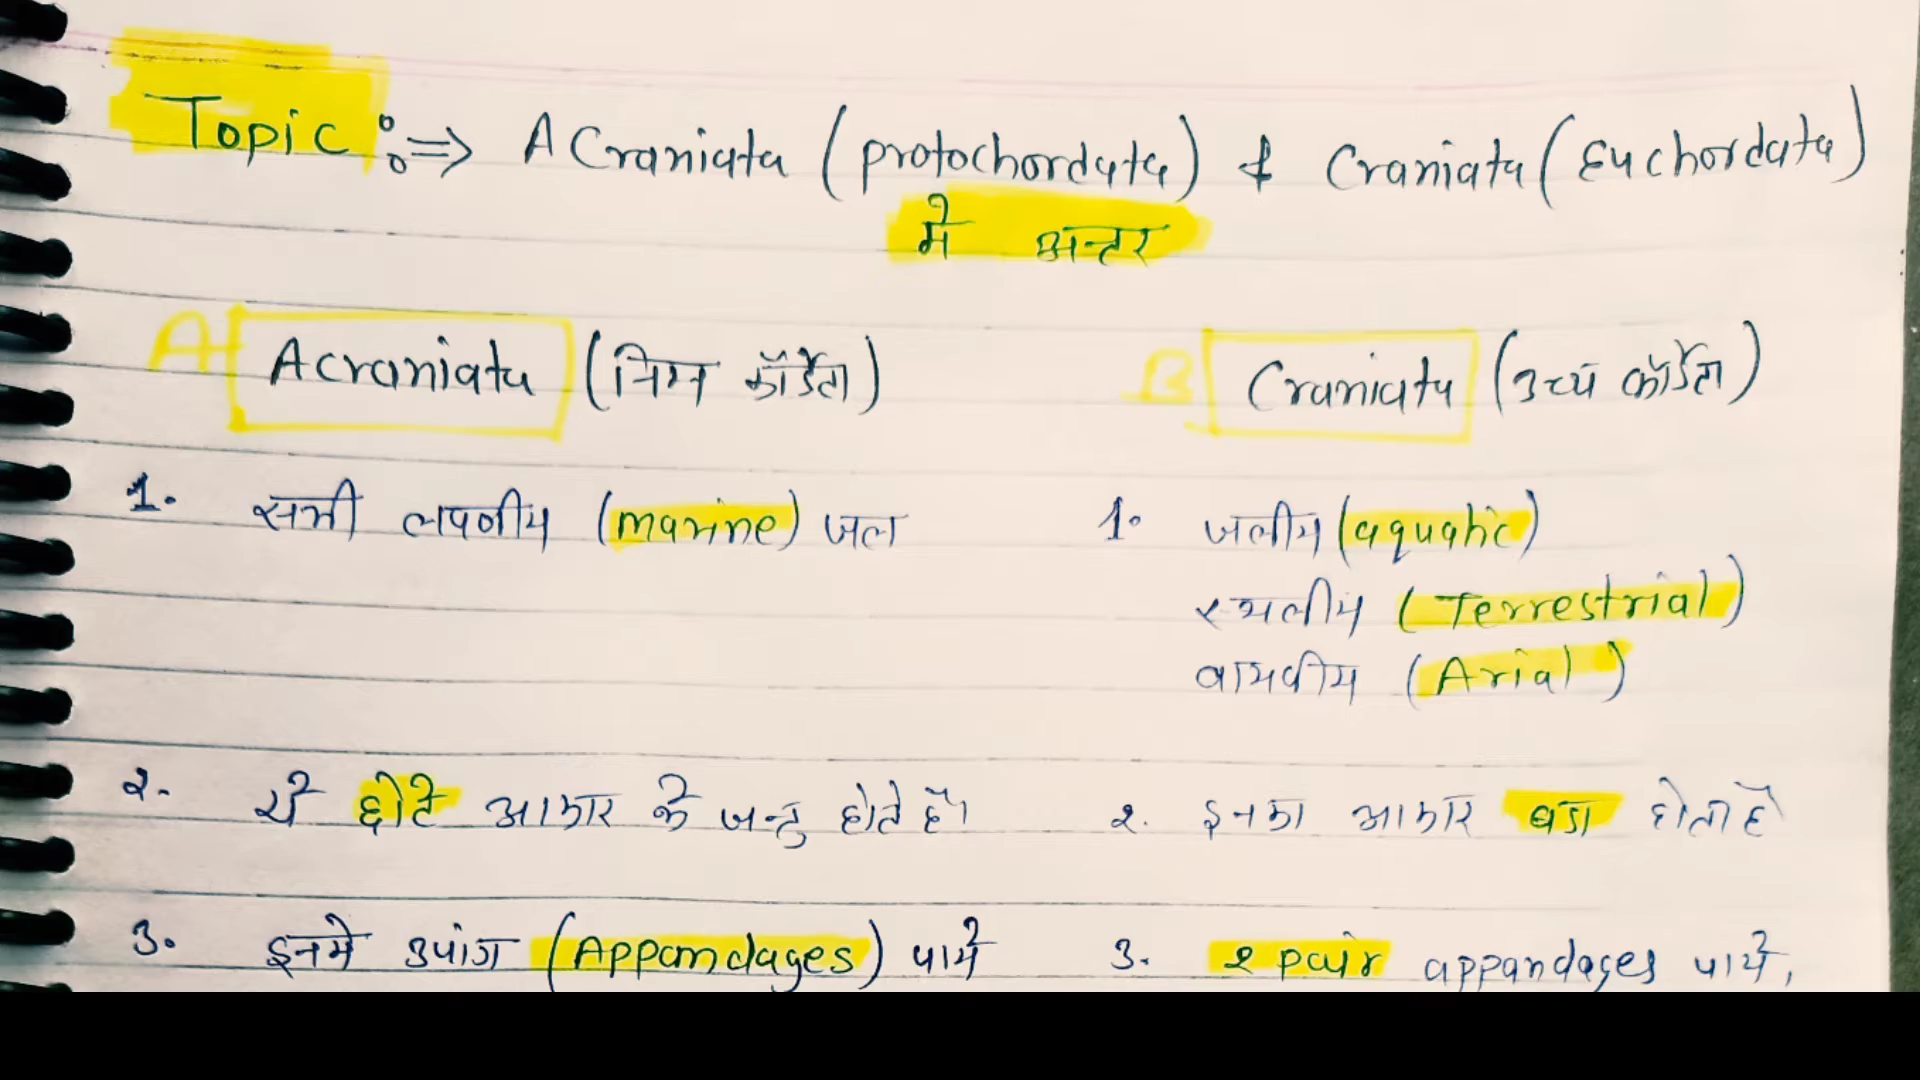 Topic :⇒ ACraniata (protochordata) & Craniata (Euchordata)
में अन्तर
A Acraniata (निम्न कॉर्डेटा) B Craniata (उच्च कॉर्डेटा)
1. सभी लवणीय (marine) जल 1. जलीय (aquatic)
स्थलीय (Terrestrial)
वायवीय (Arial)
2. ये छोटे आकार के जन्तु होते हैं। 2. इनका आकार बडा होता है
3. इनमे उपांग (Appandages) पाये 3. 2 pair appandages पाये,